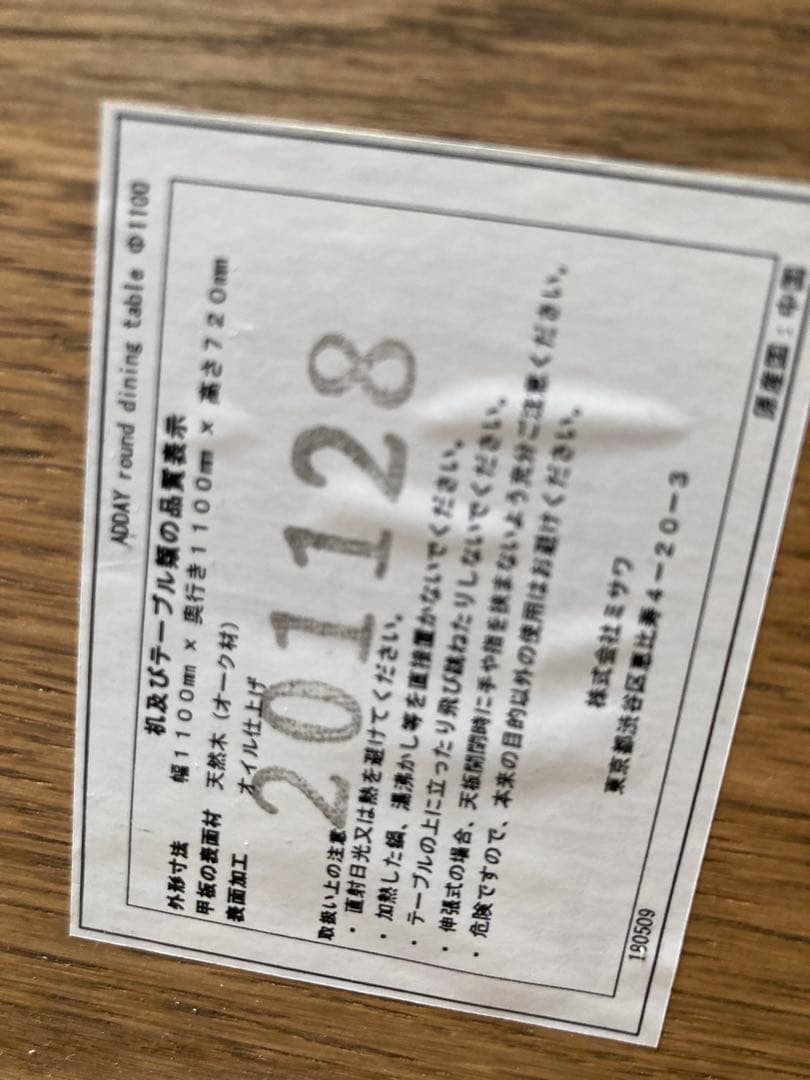 ADDAY round dining table Φ1100
机及びテーブル類の品質表示
外形寸法 幅1100mm × 奥行き1100mm × 高さ720mm
甲板の表面材 天然木(オーク材)
表面加工 オイル仕上げ
201128
取扱い上の注意
・直射日光又は熱を避けてください。
・加熱した鍋、湯沸かし等を直接置かないでください。
・テーブルの上に立ったり飛び跳ねたりしないでください。
・伸張式の場合、天板開閉時に手や指を挟まないよう充分ご注意ください。
・危険ですので、本来の目的以外の使用はお避けください。
株式会社ミサワ
東京都渋谷区恵比寿4-20-3
180509
原産国:中国